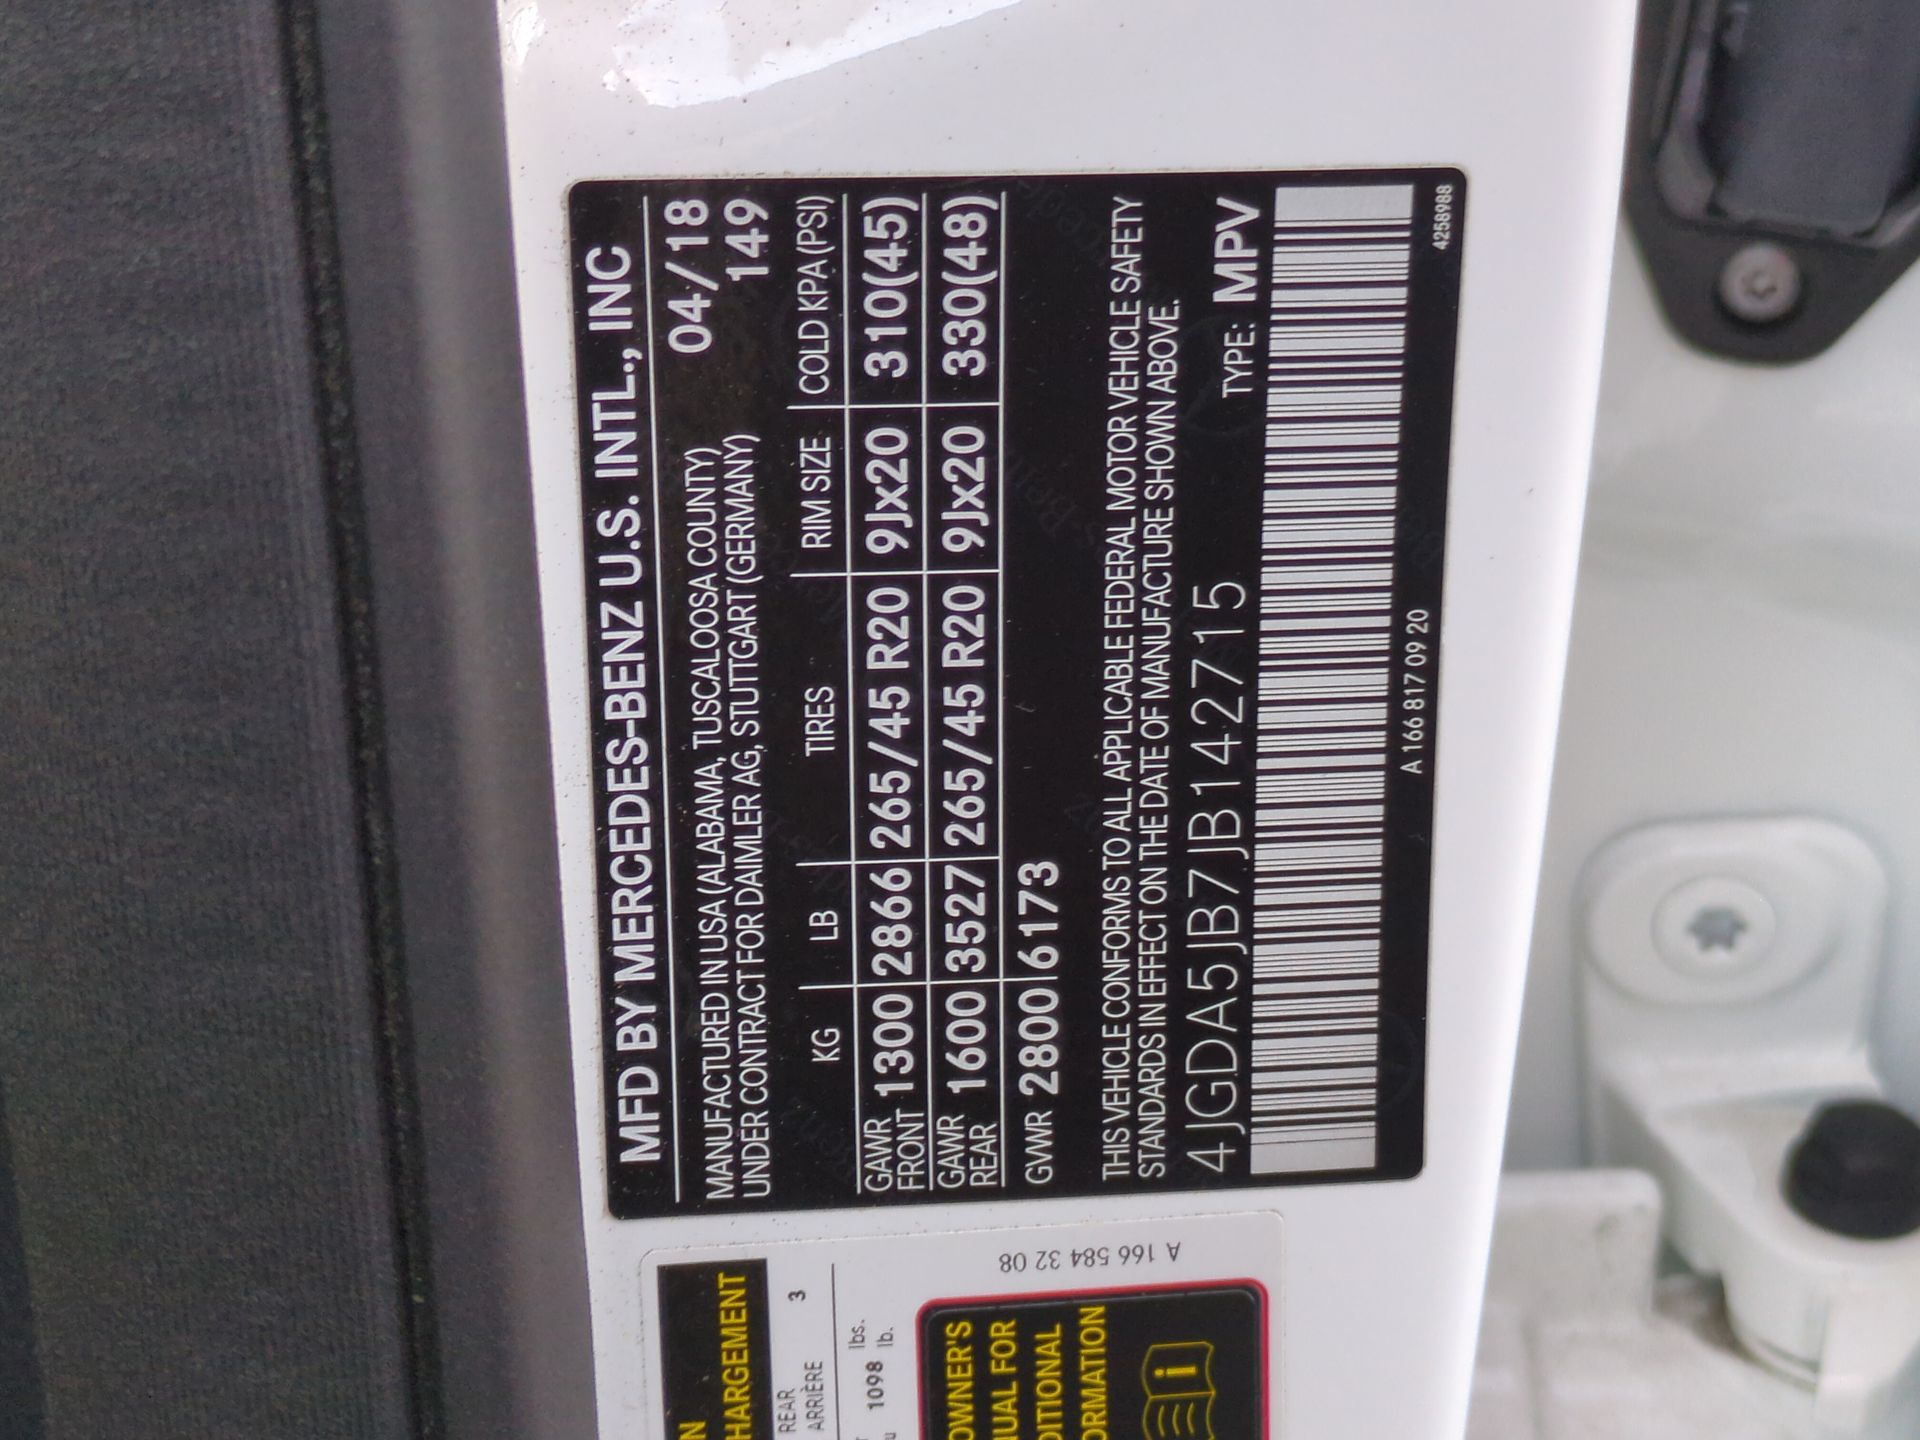 MFD BY MERCEDES-BENZ U.S. INTL., INC
04/18
MANUFACTURED IN USA (ALABAMA, TUSCALOOSA COUNTY) 149
UNDER CONTRACT FOR DAIMLER AG, STUTTGART (GERMANY)
KG LB TIRES RIM SIZE COLD KPA (PSI)
GAWR FRONT 1300 2866 265/45 R20 9Jx20 310(45)
GAWR REAR 1600 3527 265/45 R20 9Jx20 330(48)
GVWR 2800 6173
THIS VEHICLE CONFORMS TO ALL APPLICABLE FEDERAL MOTOR VEHICLE SAFETY
STANDARDS IN EFFECT ON THE DATE OF MANUFACTURE SHOWN ABOVE.
4JGDA5JB7JB142715 TYPE: MPV
A 166 817 09 20 4258988
A 166 584 32 08
HARGEMENT
REAR
ARRIÈRE 3
1098 lbs.
lb.
OWNER'S
UAL FOR
DITIONAL
ORMATION
i